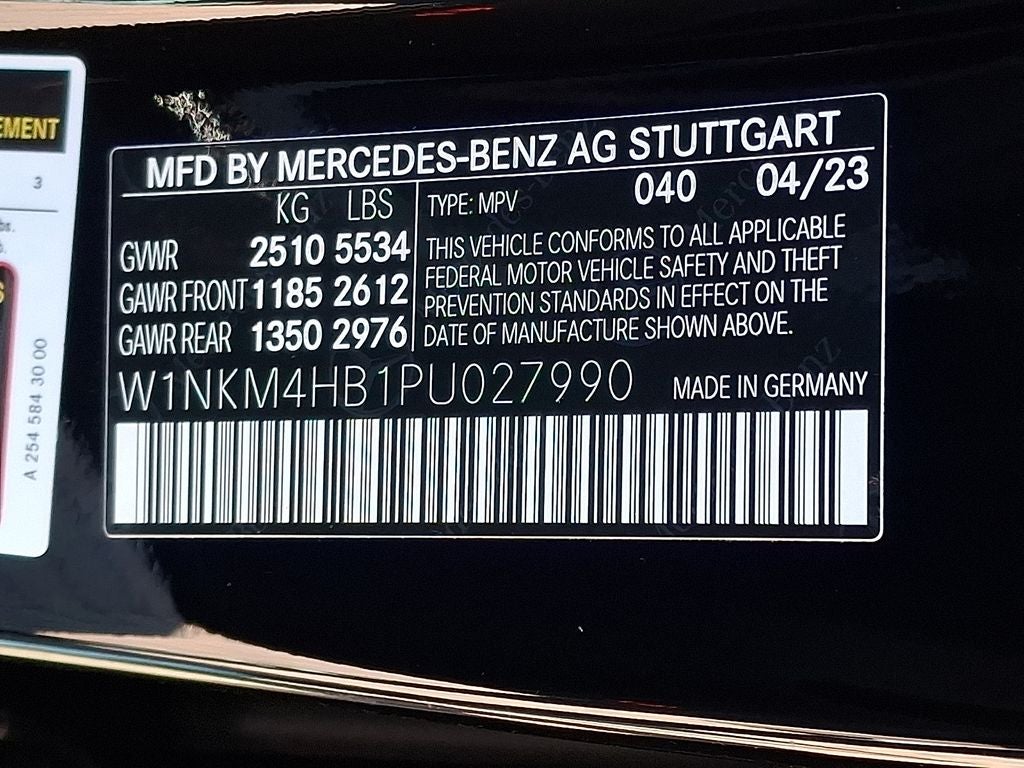 EMENT
3
A 254 584 30 00
MFD BY MERCEDES-BENZ AG STUTTGART
KG LBS
GVWR 2510 5534
GAWR FRONT 1185 2612
GAWR REAR 1350 2976
TYPE: MPV 040 04/23
THIS VEHICLE CONFORMS TO ALL APPLICABLE
FEDERAL MOTOR VEHICLE SAFETY AND THEFT
PREVENTION STANDARDS IN EFFECT ON THE
DATE OF MANUFACTURE SHOWN ABOVE.
W1NKM4HB1PU027990 MADE IN GERMANY